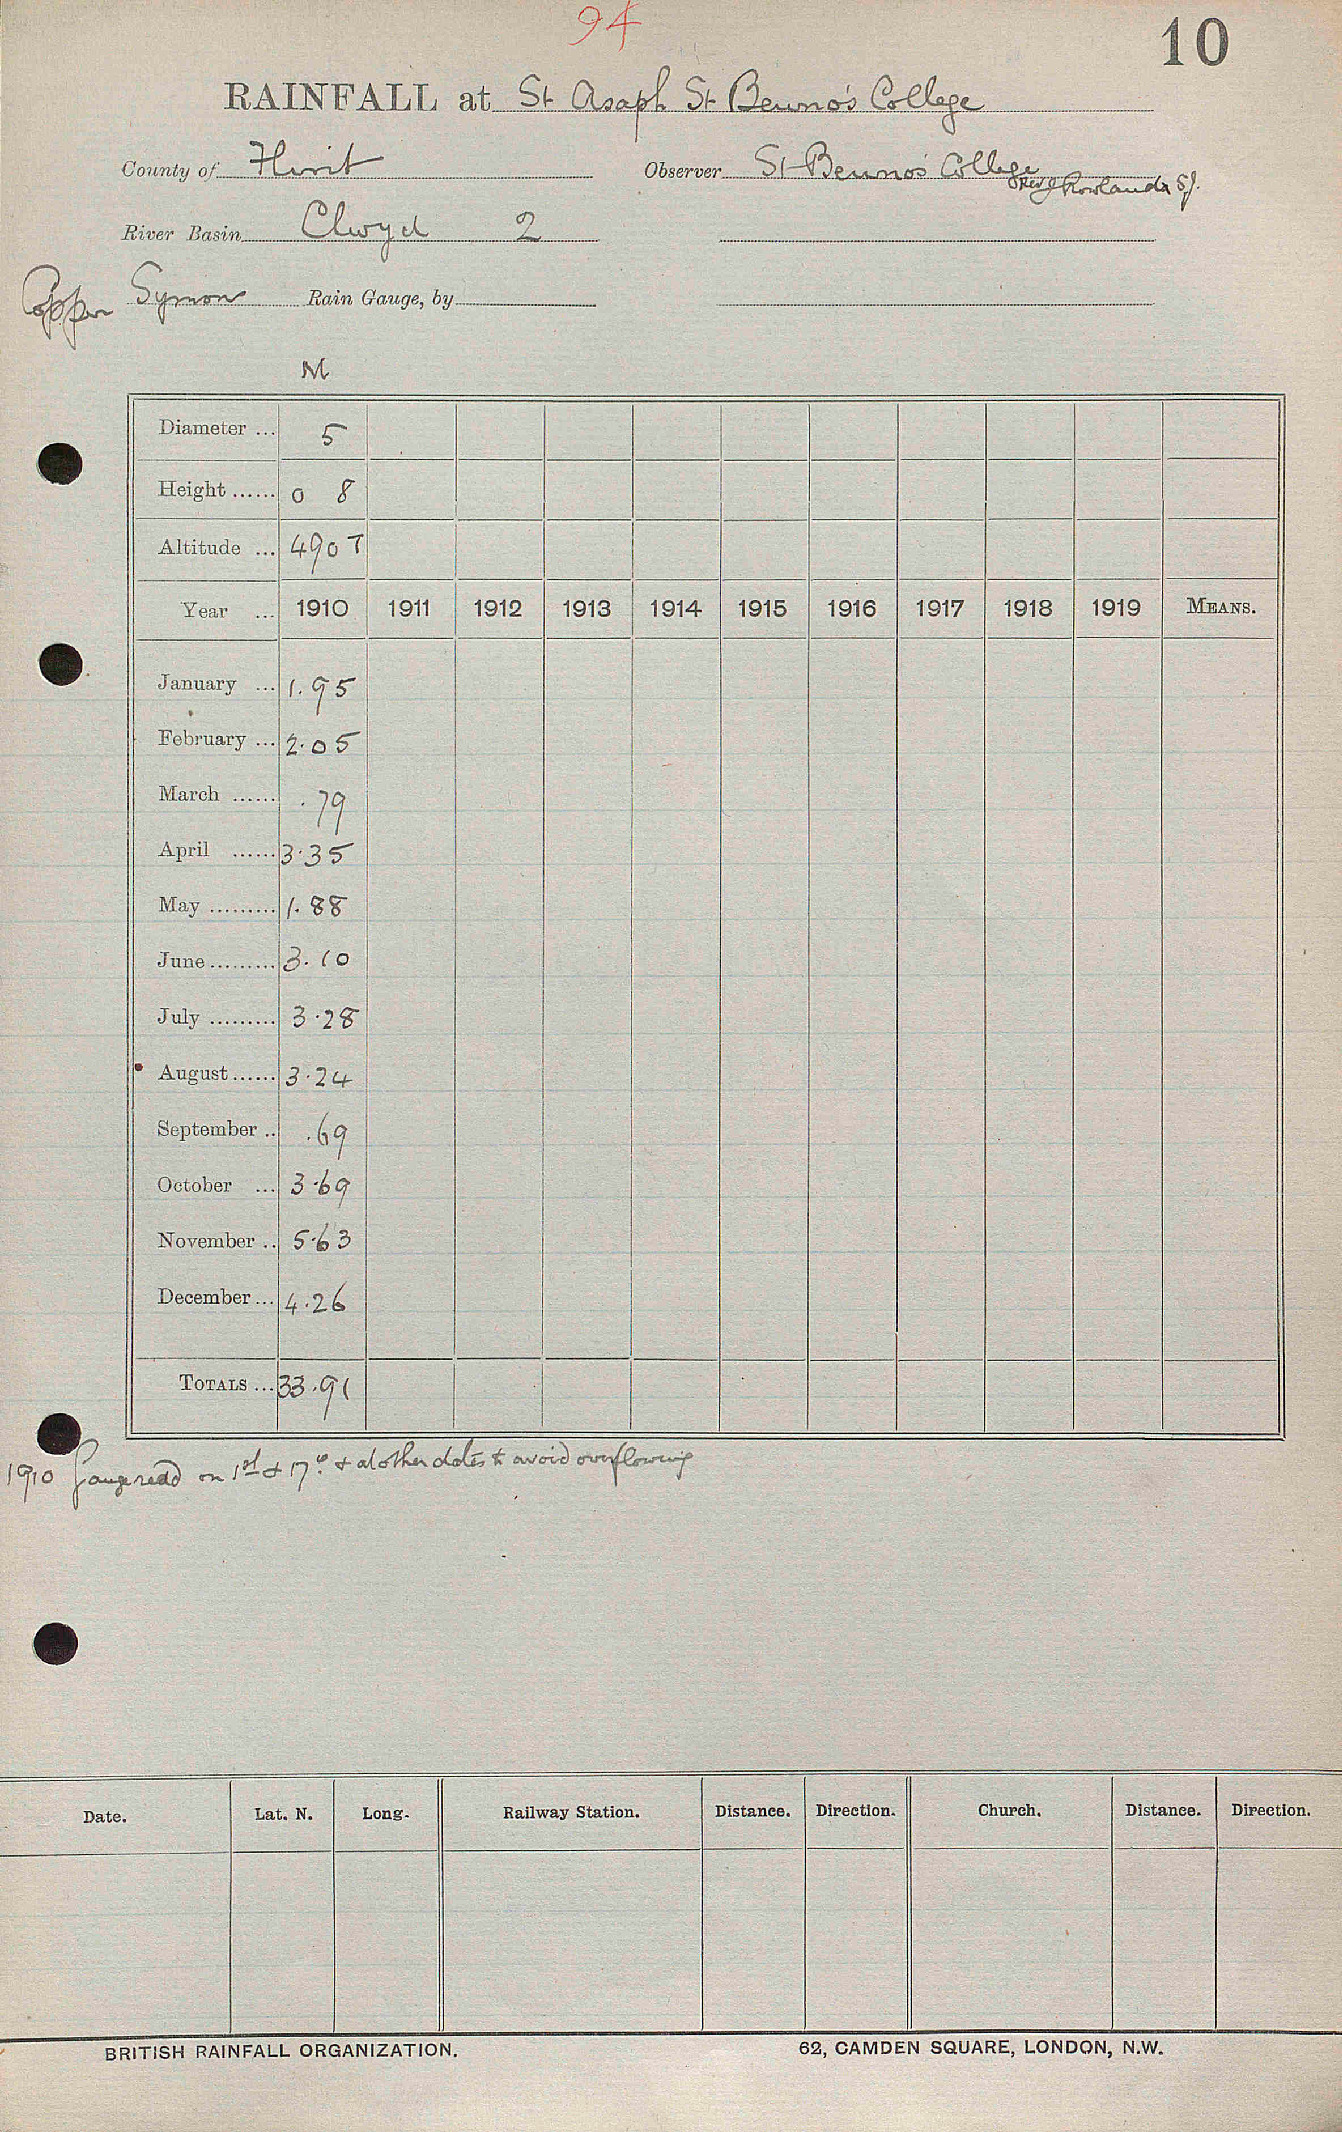 94
10
RAINFALL at St Asaph St Beuno's College
County of Flint
Observer St Beuno's College
Rev J Rowlands S.J.
River Basin Clwyd 2
Copper Symons Rain Gauge, by
M
Diameter ... 5
Height ...... 0 8
Altitude ... 490 T
Year ... 1910 1911 1912 1913 1914 1915 1916 1917 1918 1919 MEANS.
January ... 1.95
February ... 2.05
March ...... .79
April ...... 3.35
May ......... 1.88
June ......... 3.10
July ......... 3.28
August ...... 3.24
September .. .69
October ... 3.69
November .. 5.63
December ... 4.26
TOTALS ... 33.91
1910 Gauge read on 1st & 17th & at other dates to avoid overflowing
Date. Lat. N. Long. Railway Station. Distance. Direction. Church. Distance. Direction.
BRITISH RAINFALL ORGANIZATION. 62, CAMDEN SQUARE, LONDON, N.W.